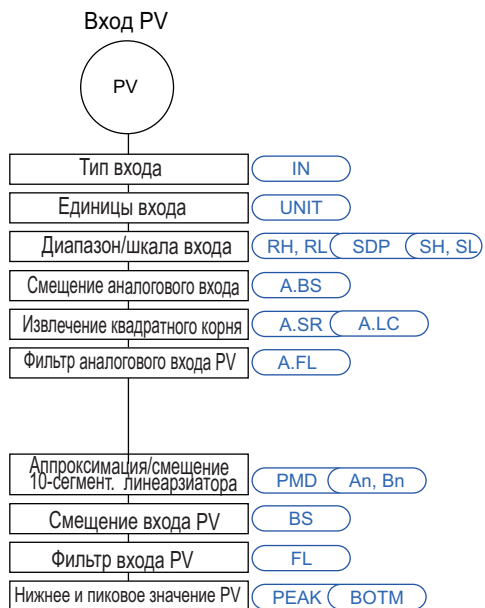 Вход PV
PV
Тип входа IN
Единицы входа UNIT
Диапазон/шкала входа RH, RL SDP SH, SL
Смещение аналогового входа A.BS
Извлечение квадратного корня A.SR A.LC
Фильтр аналогового входа PV A.FL
Аппроксимация/смещение
10-сегмент. линеарзиатора PMD An, Bn
Смещение входа PV BS
Фильтр входа PV FL
Нижнее и пиковое значение PV PEAK BOTM